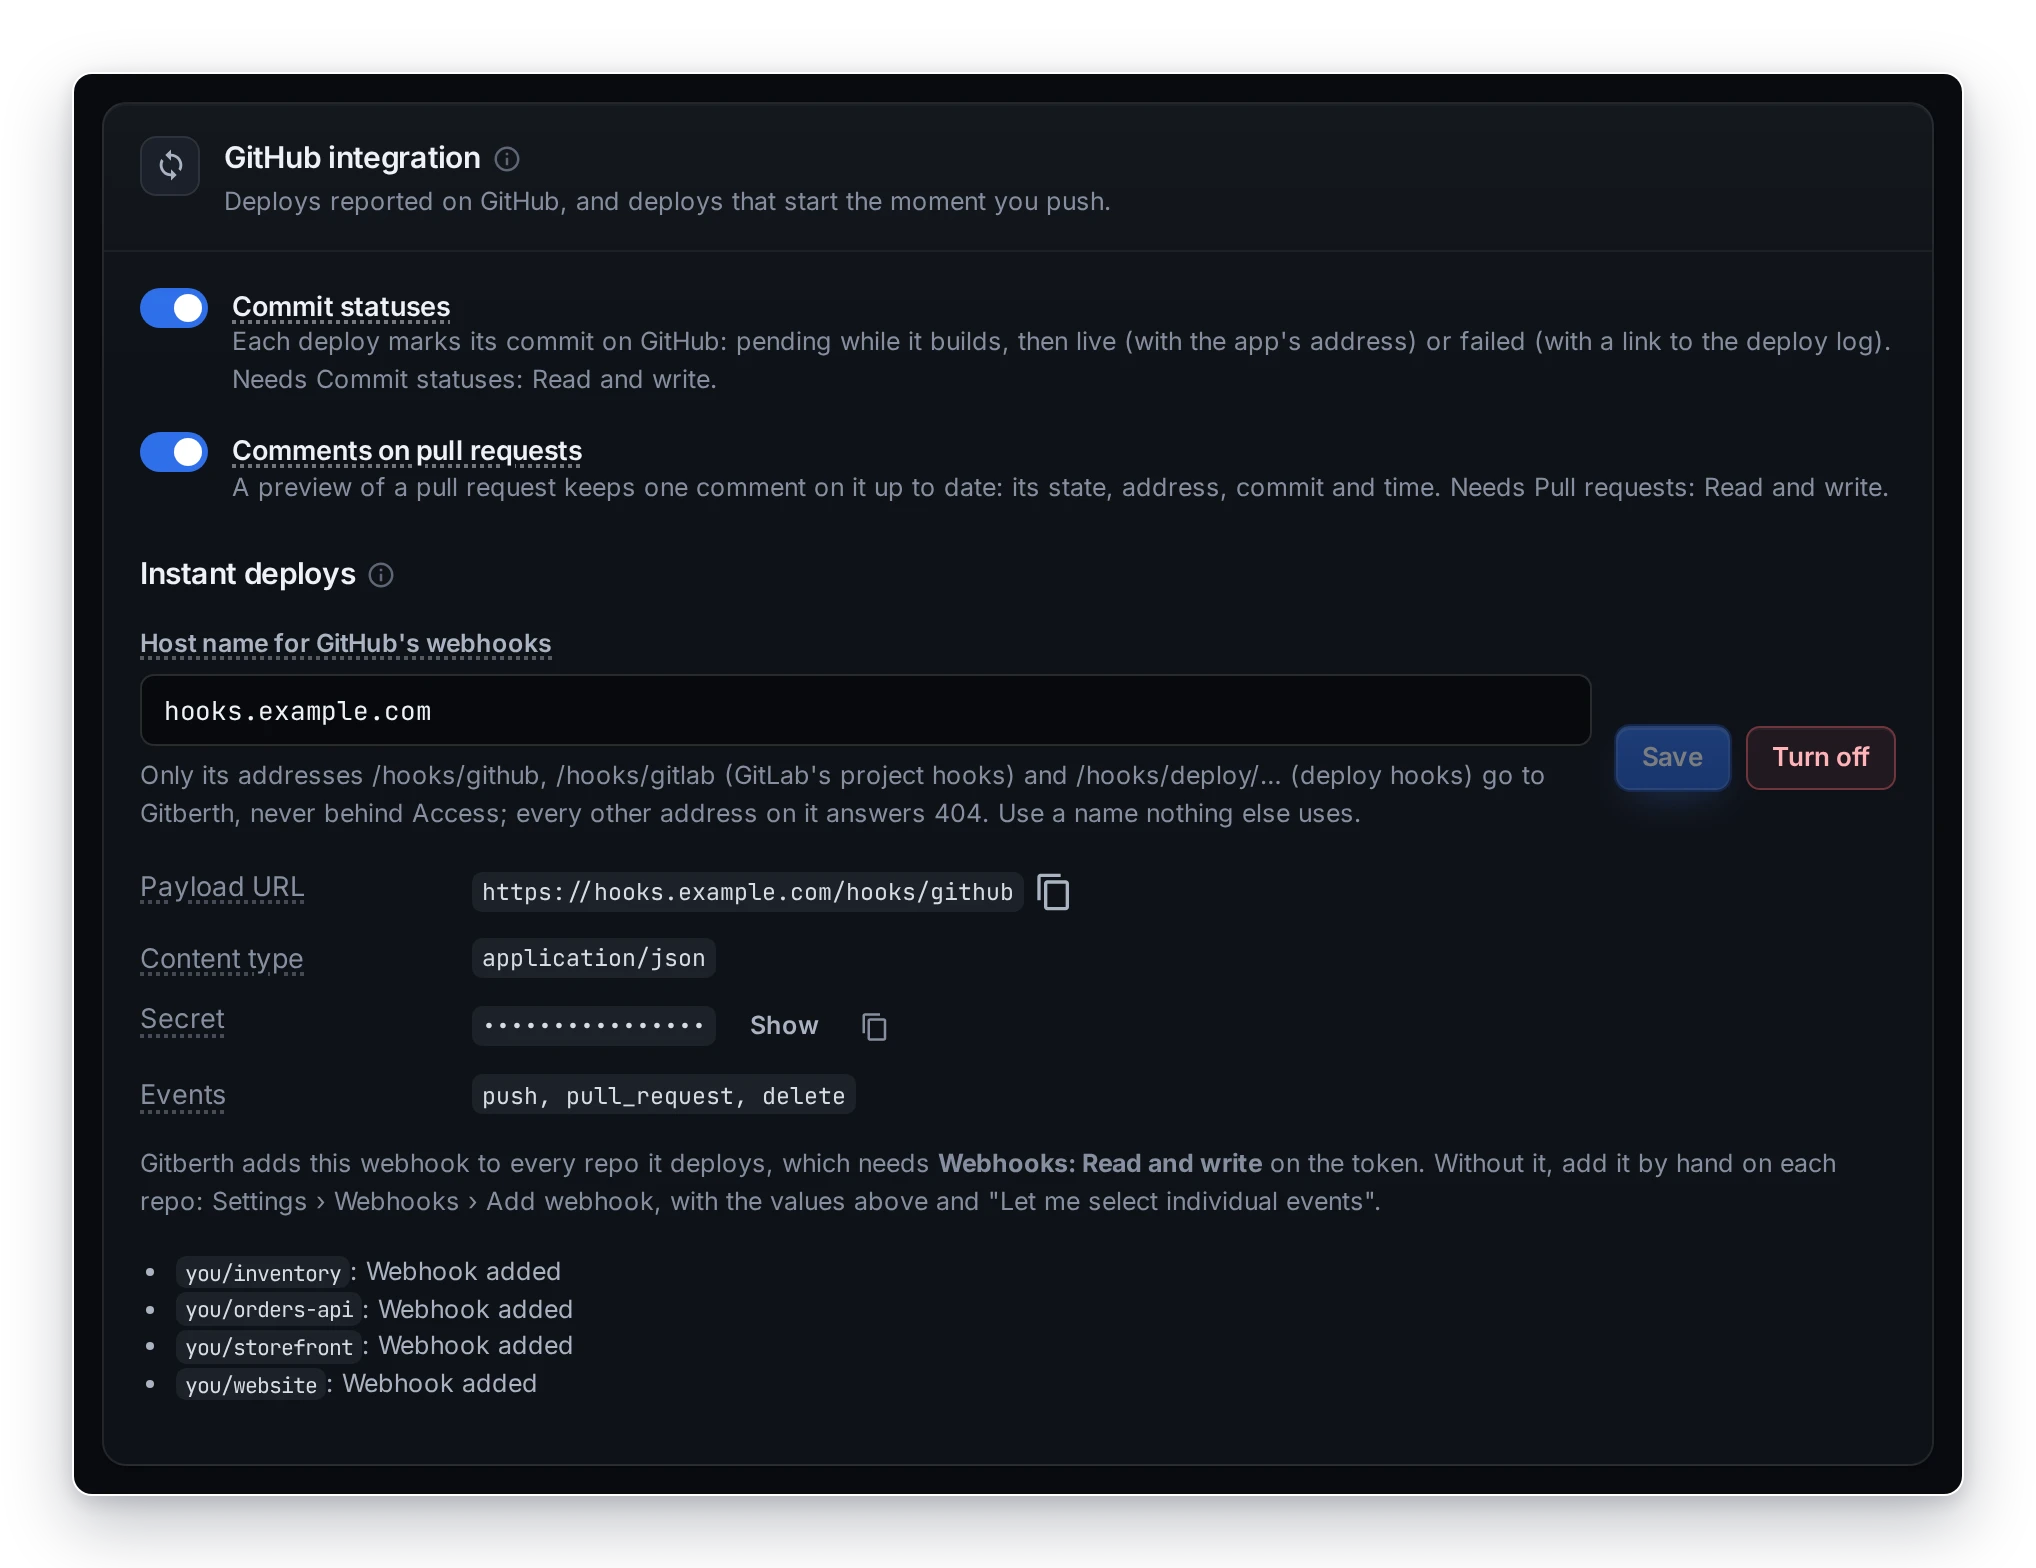 GitHub integration
Deploys reported on GitHub, and deploys that start the moment you push.
Commit statuses
Each deploy marks its commit on GitHub: pending while it builds, then live (with the app's address) or failed (with a link to the deploy log).
Needs Commit statuses: Read and write.
Comments on pull requests
A preview of a pull request keeps one comment on it up to date: its state, address, commit and time. Needs Pull requests: Read and write.
Instant deploys
Host name for GitHub's webhooks
hooks.example.com
Save
Turn off
Only its addresses /hooks/github, /hooks/gitlab (GitLab's project hooks) and /hooks/deploy/… (deploy hooks) go to
Gitberth, never behind Access; every other address on it answers 404. Use a name nothing else uses.
Payload URL
https://hooks.example.com/hooks/github
Content type
application/json
Secret
••••••••••••••••
Show
Events
push, pull_request, delete
Gitberth adds this webhook to every repo it deploys, which needs Webhooks: Read and write on the token. Without it, add it by hand on each
repo: Settings › Webhooks › Add webhook, with the values above and "Let me select individual events".
• you/inventory: Webhook added
• you/orders-api: Webhook added
• you/storefront: Webhook added
• you/website: Webhook added